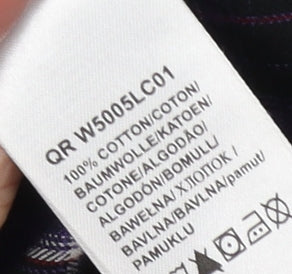 QR W5005LC01
100% COTTON/COTON/
BAUMWOLLE/KATOEN/
COTONE/ALGODÃO/
ALGODÓN/BOMULL/
BAWEŁNA/ХЛОПОК /
BAVLNA/BAVLNA/pamut/
PAMUKLU